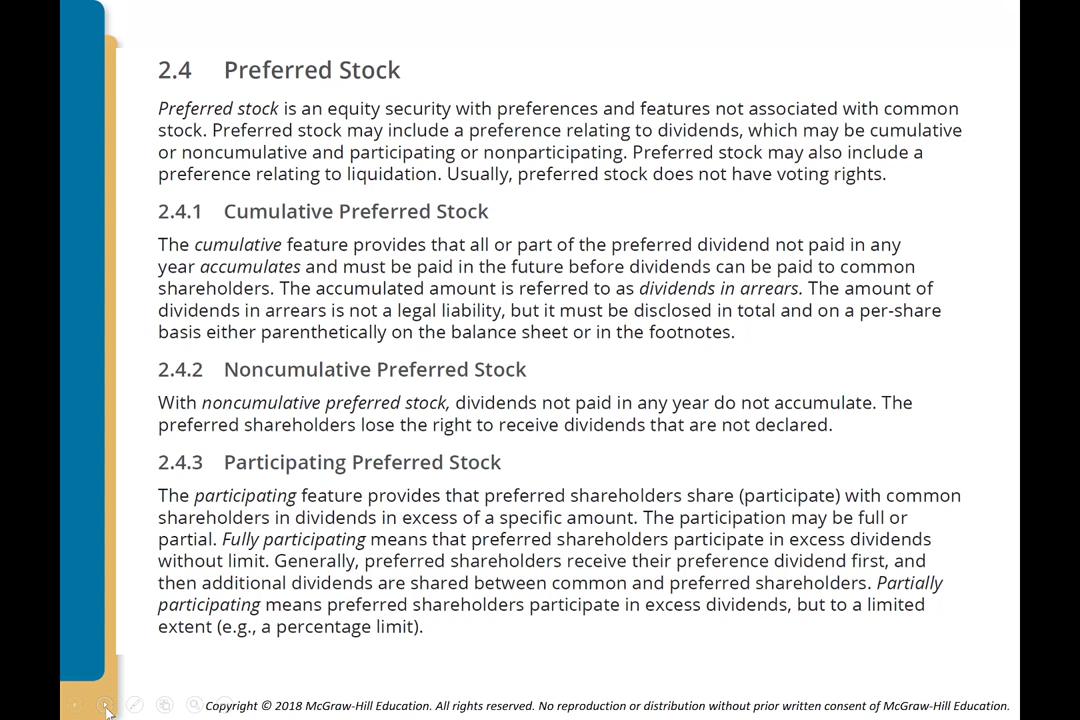 2.4 Preferred Stock
Preferred stock is an equity security with preferences and features not associated with common
stock. Preferred stock may include a preference relating to dividends, which may be cumulative
or noncumulative and participating or nonparticipating. Preferred stock may also include a
preference relating to liquidation. Usually, preferred stock does not have voting rights.
2.4.1 Cumulative Preferred Stock
The cumulative feature provides that all or part of the preferred dividend not paid in any
year accumulates and must be paid in the future before dividends can be paid to common
shareholders. The accumulated amount is referred to as dividends in arrears. The amount of
dividends in arrears is not a legal liability, but it must be disclosed in total and on a per-share
basis either parenthetically on the balance sheet or in the footnotes.
2.4.2 Noncumulative Preferred Stock
With noncumulative preferred stock, dividends not paid in any year do not accumulate. The
preferred shareholders lose the right to receive dividends that are not declared.
2.4.3 Participating Preferred Stock
The participating feature provides that preferred shareholders share (participate) with common
shareholders in dividends in excess of a specific amount. The participation may be full or
partial. Fully participating means that preferred shareholders participate in excess dividends
without limit. Generally, preferred shareholders receive their preference dividend first, and
then additional dividends are shared between common and preferred shareholders. Partially
participating means preferred shareholders participate in excess dividends, but to a limited
extent (e.g., a percentage limit).
Copyright © 2018 McGraw-Hill Education. All rights reserved. No reproduction or distribution without prior written consent of McGraw-Hill Education.